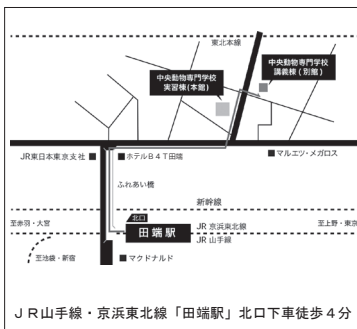 東北本線
中央動物専門学校
講義棟(別館)
中央動物専門学校
実習棟(本館)
JR東日本東京支社
ホテルB4T田端
マルエツ・メガロス
ふれあい橋
新幹線
至赤羽・大宮
北口
田端駅
JR 京浜東北線
JR 山手線
至上野・東京
至池袋・新宿
マクドナルド
JR山手線・京浜東北線「田端駅」北口下車徒歩4分